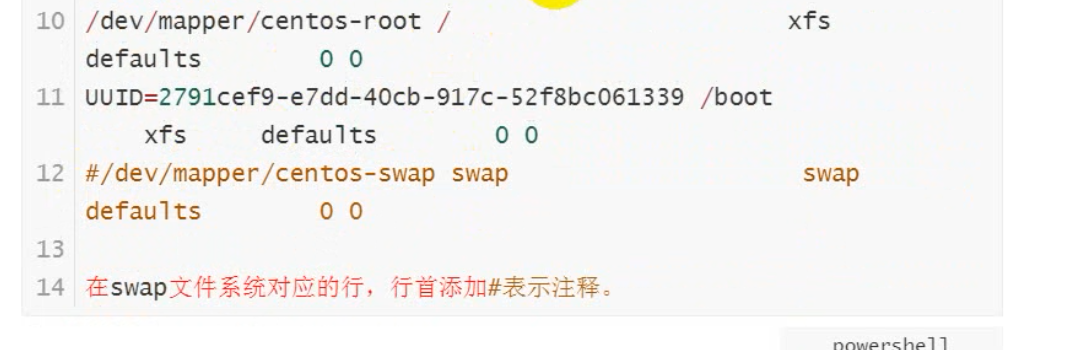 10 /dev/mapper/centos-root / xfs
defaults 0 0
11 UUID=2791cef9-e7dd-40cb-917c-52f8bc061339 /boot
xfs defaults 0 0
12 #/dev/mapper/centos-swap swap swap
defaults 0 0
13
14 在swap文件系统对应的行，行首添加#表示注释。
powershell